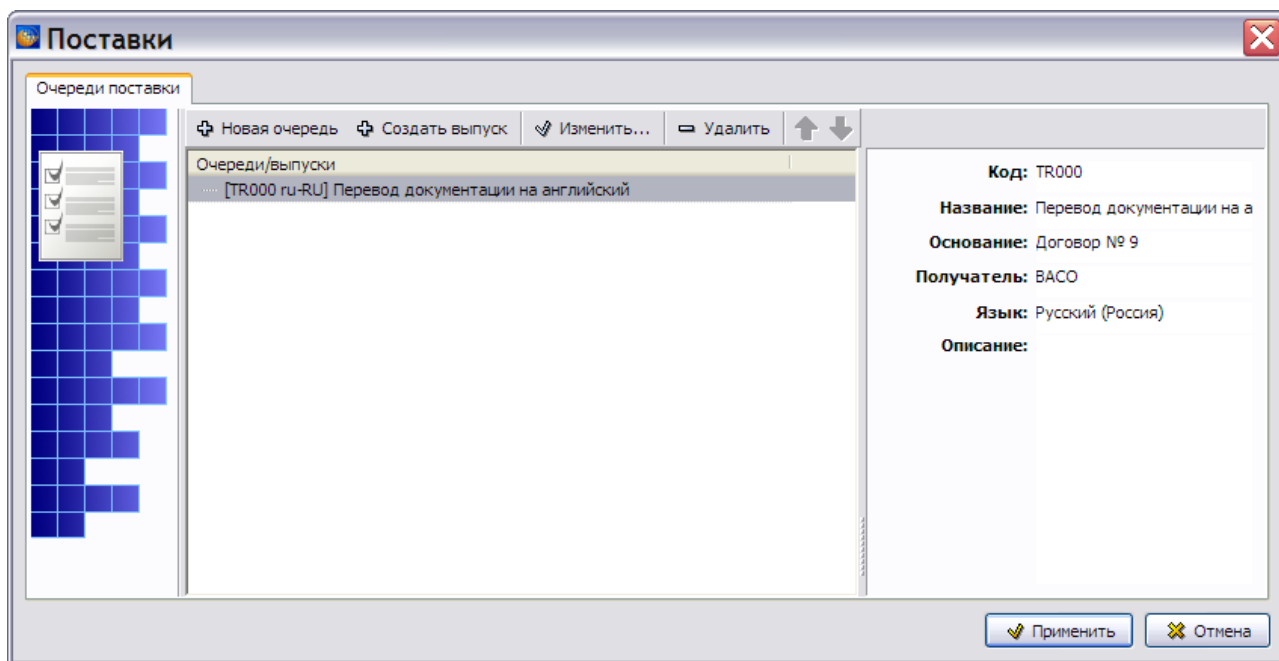 Поставки
Очереди поставки
Новая очередь Создать выпуск Изменить... Удалить
Очереди/выпуски
[TR000 ru-RU] Перевод документации на английский
Код: TR000
Название: Перевод документации на а
Основание: Договор № 9
Получатель: ВАСО
Язык: Русский (Россия)
Описание:
Применить Отмена